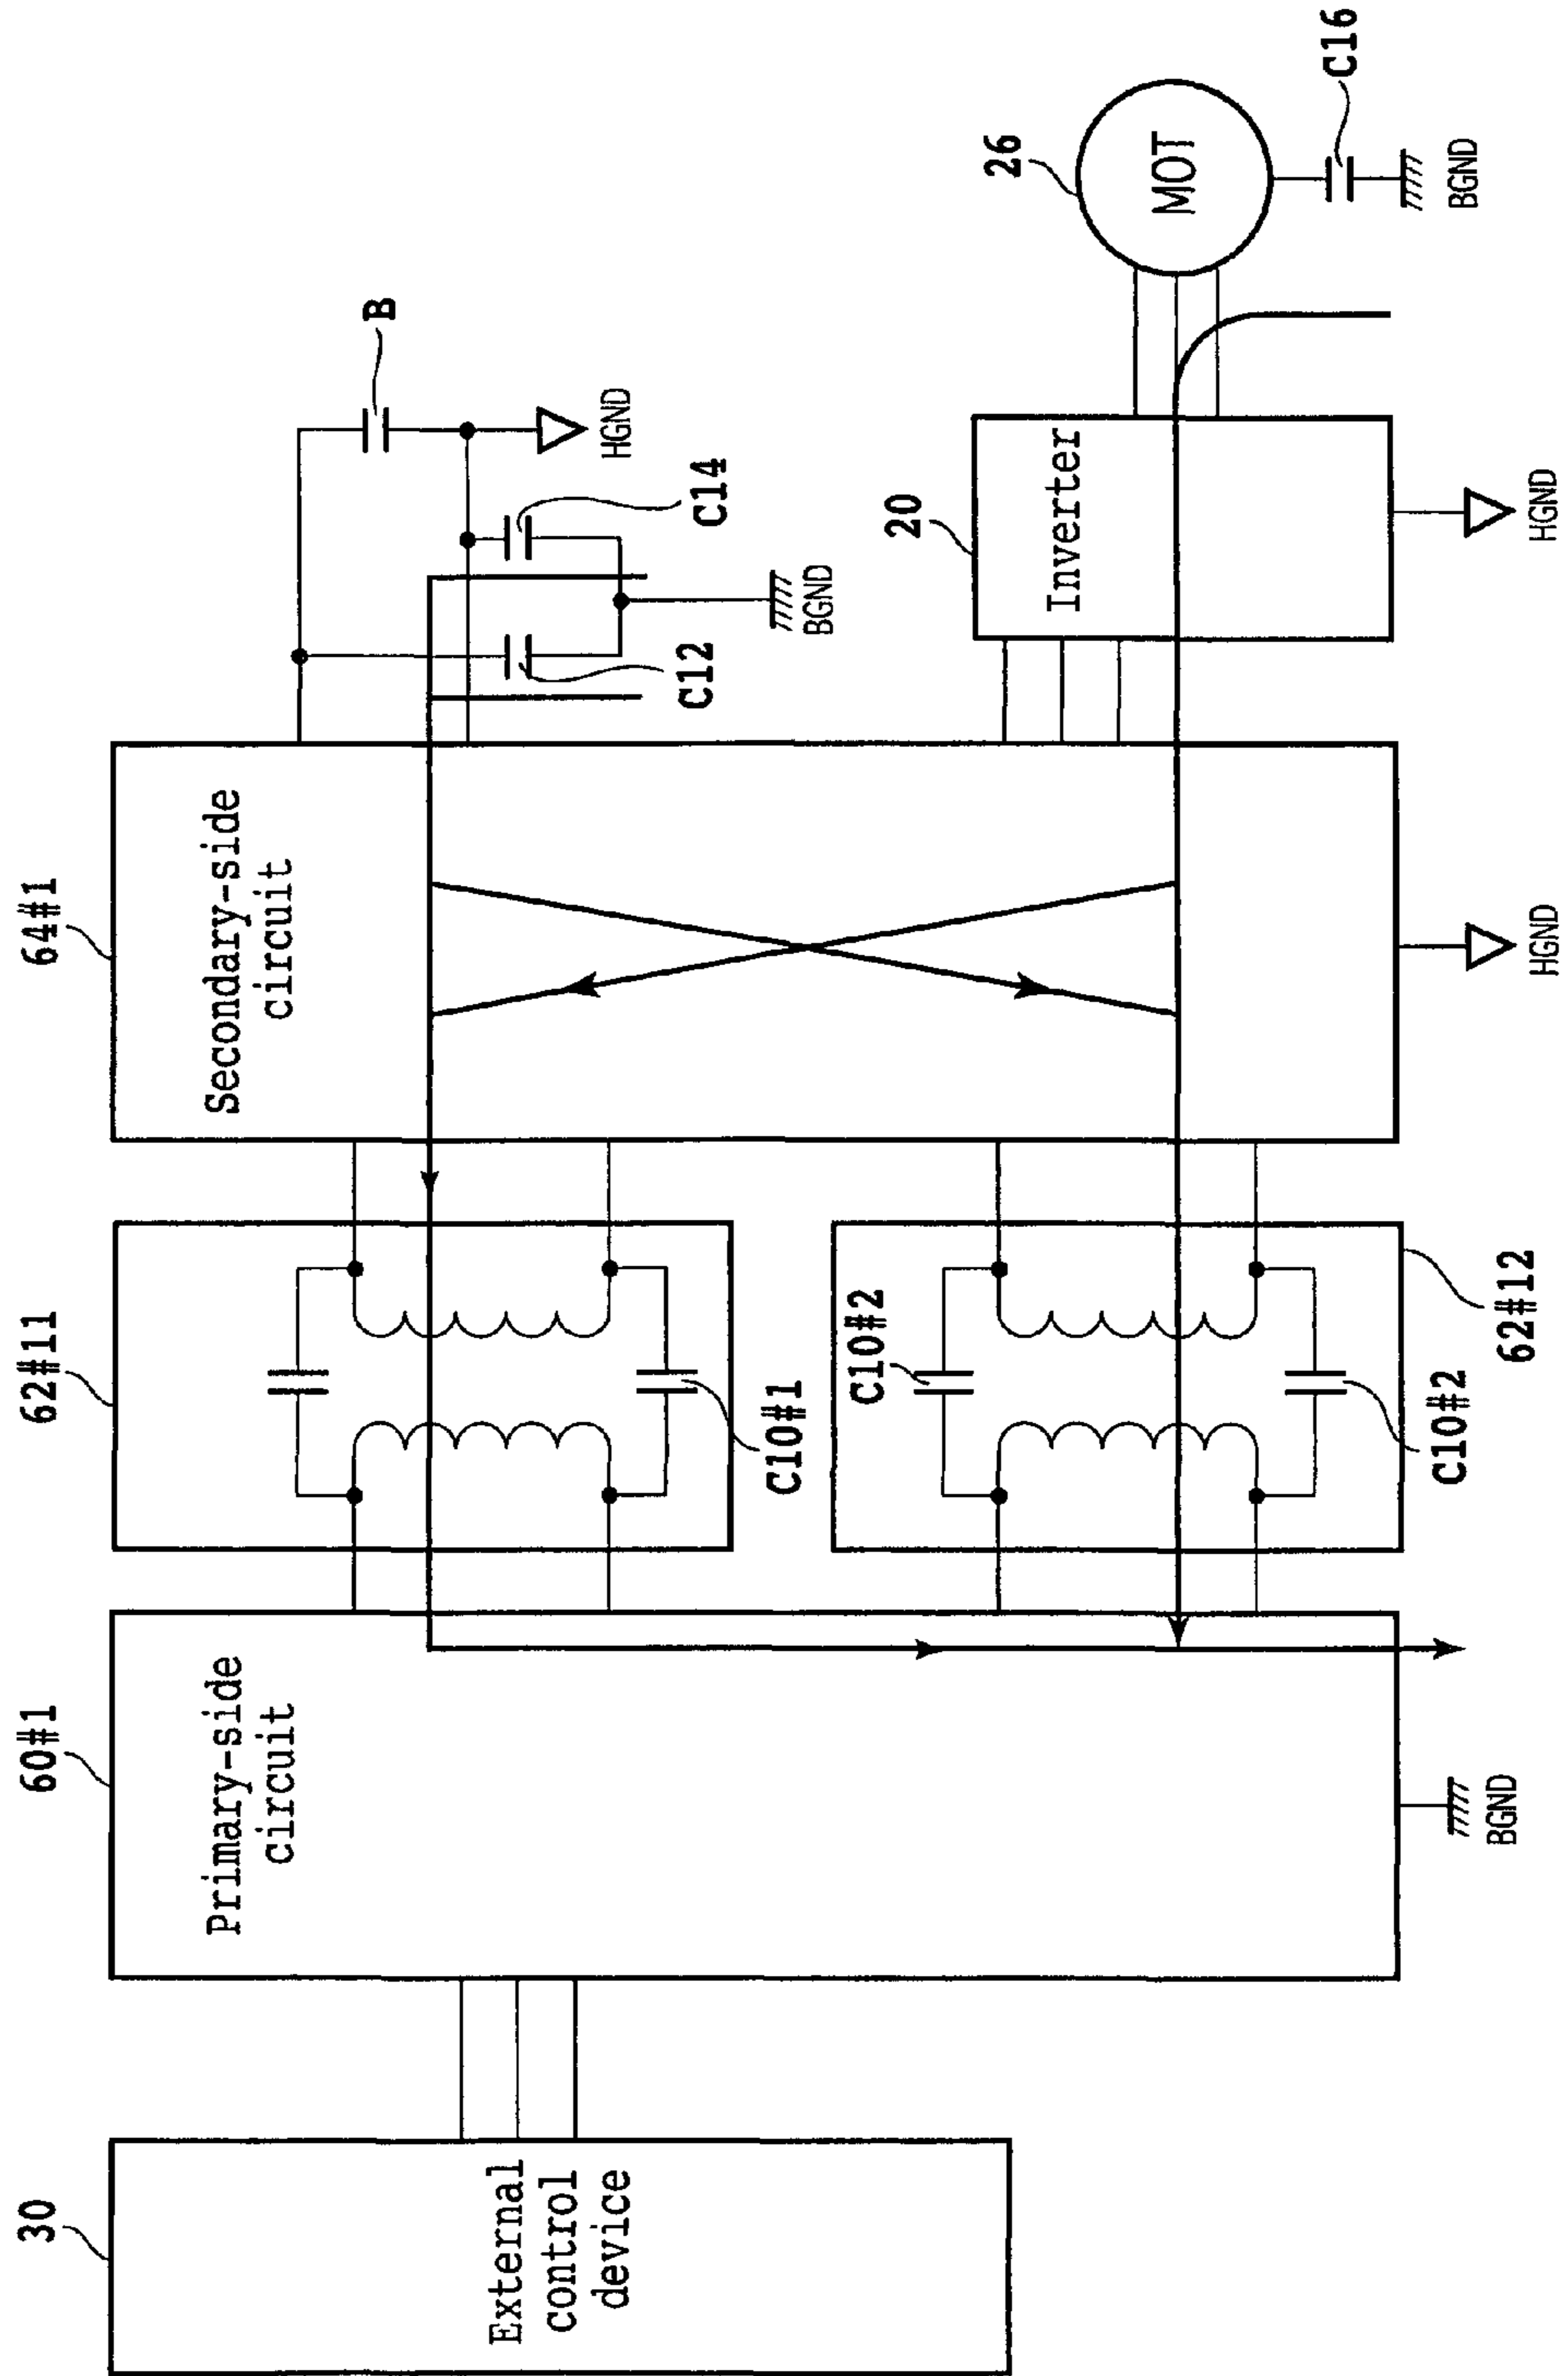 30
External
control
device
60#1
Primary-side
circuit
BGND
62#11
C10#1
C10#2
C10#2
62#12
64#1
Secondary-side
circuit
HGND
B
HGND
C12
C14
BGND
20
Inverter
HGND
26
MOT
C16
BGND